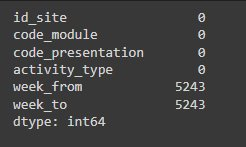 id_site 0
code_module 0
code_presentation 0
activity_type 0
week_from 5243
week_to 5243
dtype: int64